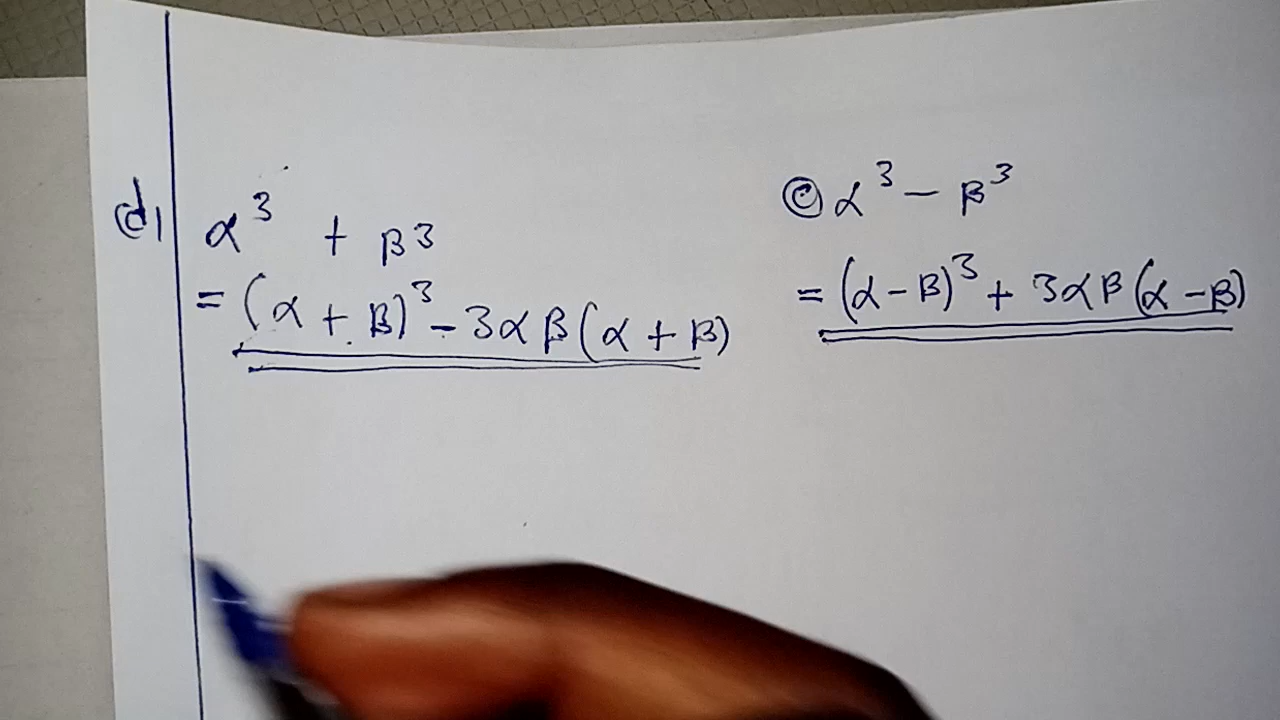 (d) α³ + β³
= (α + β)³ - 3αβ(α + β)
(e) α³ - β³
= (α - β)³ + 3αβ(α - β)